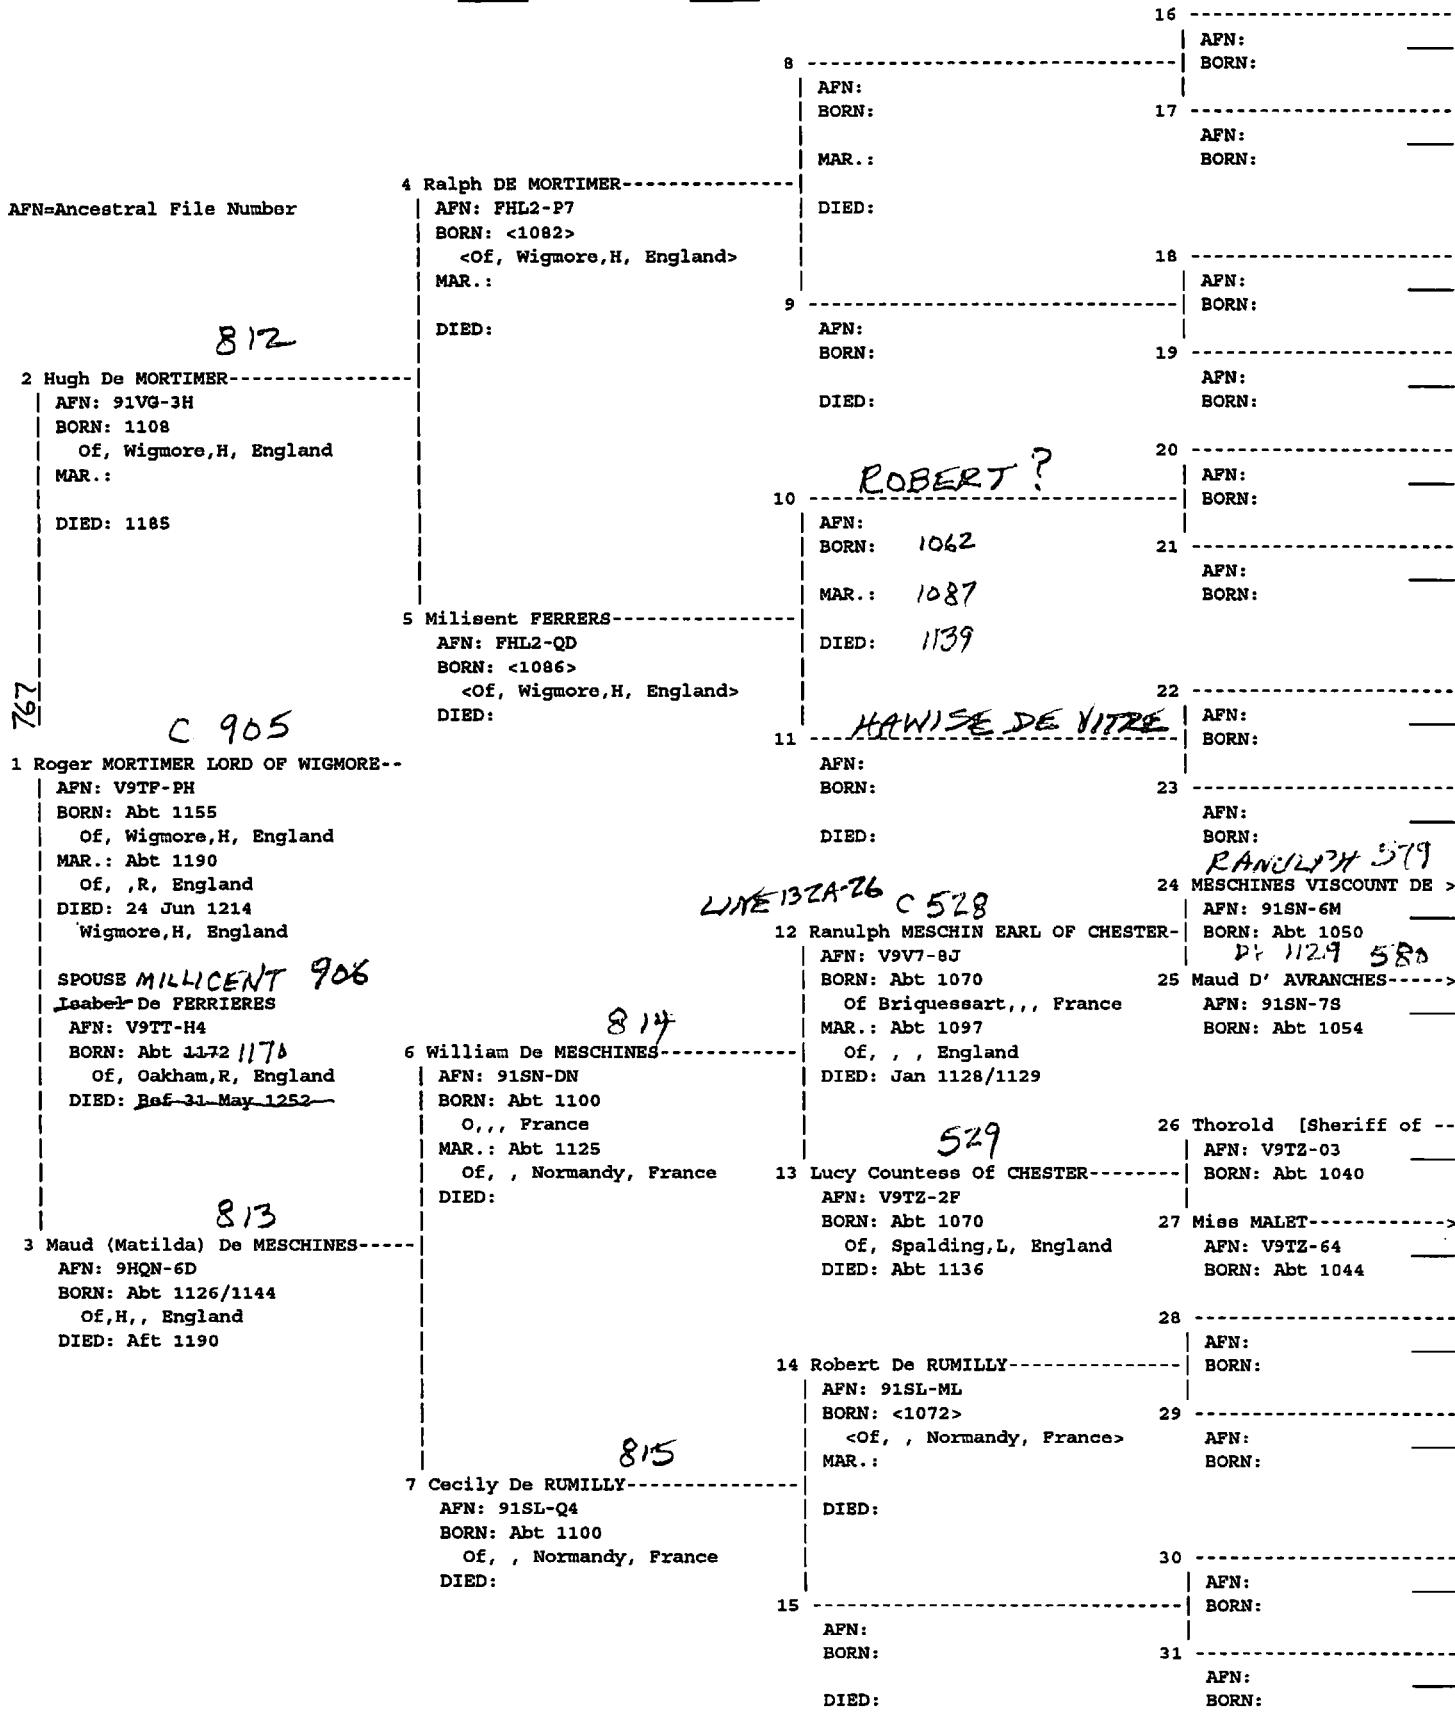 AFN=Ancestral File Number
812
2 Hugh De MORTIMER----------------
AFN: 91VG-3H
BORN: 1108
Of, Wigmore,H, England
MAR.:
DIED: 1185
767
C 905
1 Roger MORTIMER LORD OF WIGMORE--
AFN: V9TF-PH
BORN: Abt 1155
Of, Wigmore,H, England
MAR.: Abt 1190
Of, ,R, England
DIED: 24 Jun 1214
Wigmore,H, England
SPOUSE MILLICENT 906
Isabel De FERRIERES
AFN: V9TT-H4
BORN: Abt 1172 1170
Of, Oakham,R, England
DIED: Bef 31 May 1252
813
3 Maud (Matilda) De MESCHINES-----
AFN: 9HQN-6D
BORN: Abt 1126/1144
Of,H,, England
DIED: Aft 1190
4 Ralph DE MORTIMER---------------
AFN: FHL2-P7
BORN: <1082>
<Of, Wigmore,H, England>
MAR.:
DIED:
5 Milisent FERRERS----------------
AFN: FHL2-QD
BORN: <1086>
<Of, Wigmore,H, England>
DIED:
814
6 William De MESCHINES------------
AFN: 91SN-DN
BORN: Abt 1100
O,,, France
MAR.: Abt 1125
Of, , Normandy, France
DIED:
815
7 Cecily De RUMILLY---------------
AFN: 91SL-Q4
BORN: Abt 1100
Of, , Normandy, France
DIED:
8 --------------------------------
AFN:
BORN:
MAR.:
DIED:
9 --------------------------------
AFN:
BORN:
DIED:
ROBERT ?
10 --------------------------------
AFN:
BORN: 1062
MAR.: 1087
DIED: 1139
HAWISE DE VITRE
11 --------------------------------
AFN:
BORN:
DIED:
LINE 132A-26 C 528
12 Ranulph MESCHIN EARL OF CHESTER-
AFN: V9V7-8J
BORN: Abt 1070
Of Briquessart,,, France
MAR.: Abt 1097
Of, , , England
DIED: Jan 1128/1129
529
13 Lucy Countess Of CHESTER--------
AFN: V9TZ-2F
BORN: Abt 1070
Of, Spalding,L, England
DIED: Abt 1136
14 Robert De RUMILLY---------------
AFN: 91SL-ML
BORN: <1072>
<Of, , Normandy, France>
MAR.:
DIED:
15 --------------------------------
AFN:
BORN:
DIED:
16 ----------------------
AFN:
BORN:
17 ----------------------
AFN:
BORN:
18 ----------------------
AFN:
BORN:
19 ----------------------
AFN:
BORN:
20 ----------------------
AFN:
BORN:
21 ----------------------
AFN:
BORN:
22 ----------------------
AFN:
BORN:
23 ----------------------
AFN:
BORN:
RANULPH 579
24 MESCHINES VISCOUNT DE >
AFN: 91SN-6M
BORN: Abt 1050
D: 1129 580
25 Maud D' AVRANCHES----->
AFN: 91SN-7S
BORN: Abt 1054
26 Thorold [Sheriff of --
AFN: V9TZ-03
BORN: Abt 1040
27 Miss MALET------------>
AFN: V9TZ-64
BORN: Abt 1044
28 ----------------------
AFN:
BORN:
29 ----------------------
AFN:
BORN:
30 ----------------------
AFN:
BORN:
31 ----------------------
AFN:
BORN: